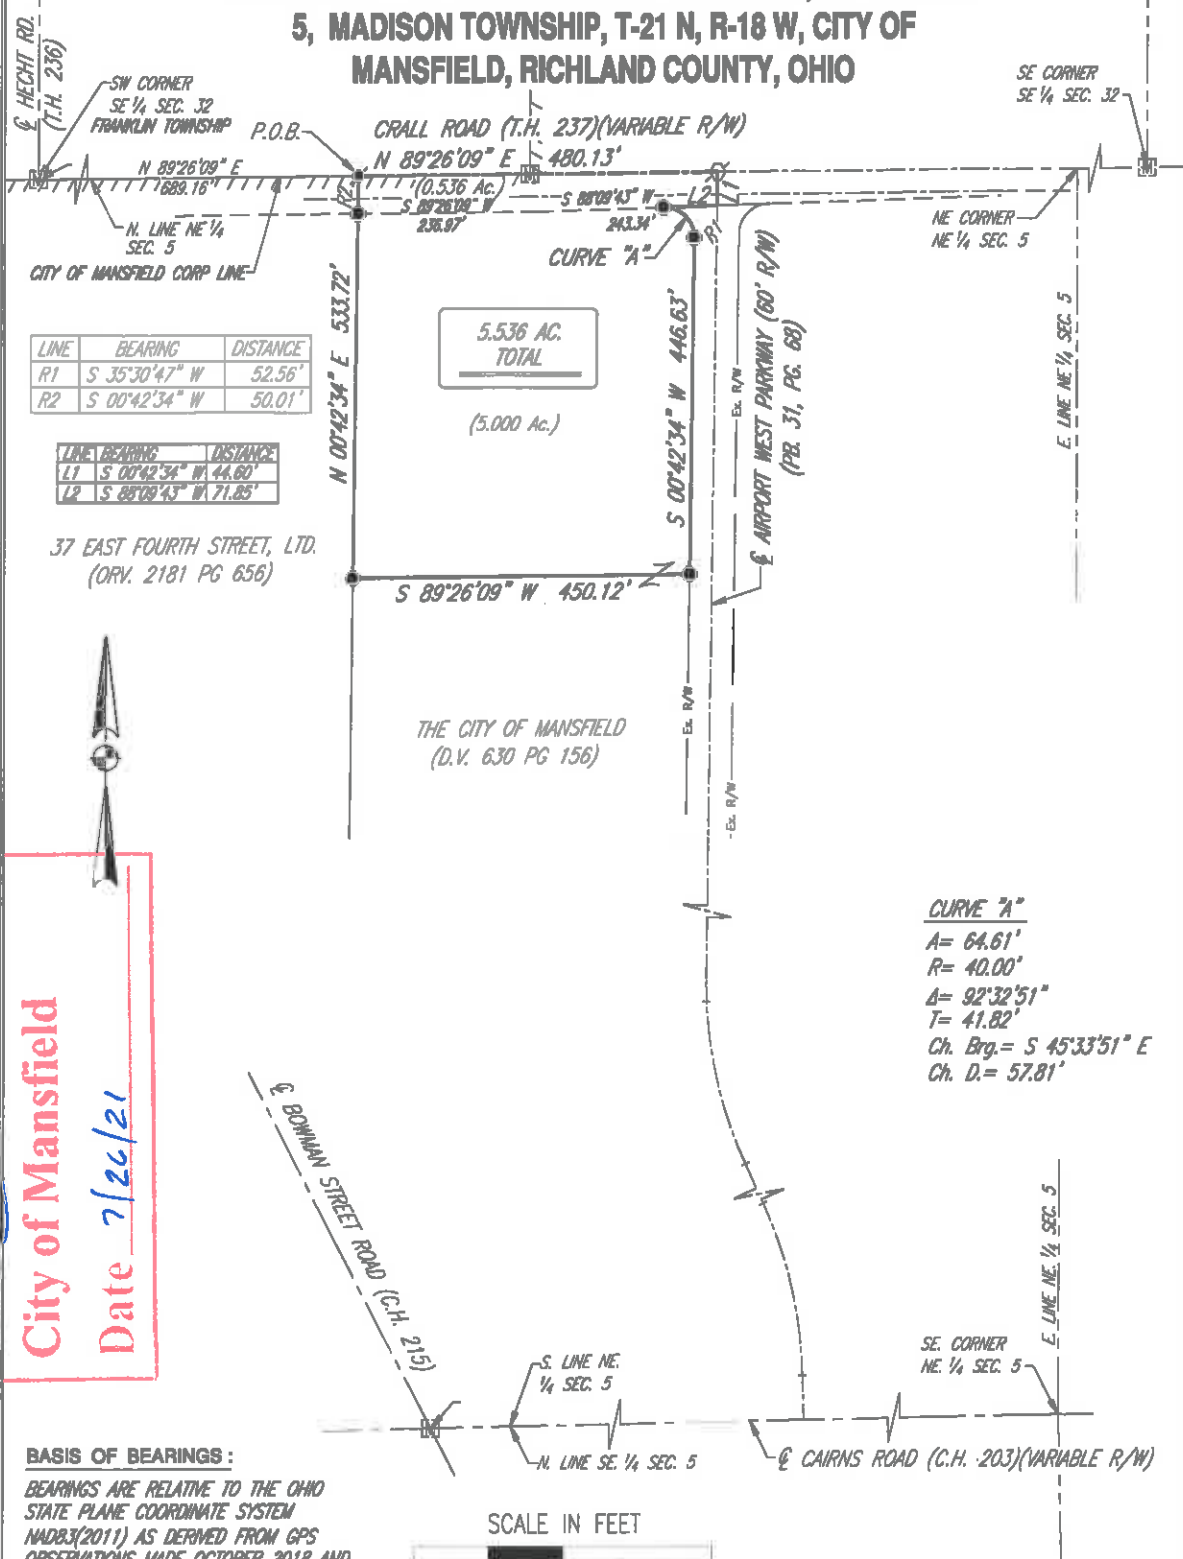 5, MADISON TOWNSHIP, T-21 N, R-18 W, CITY OF
MANSFIELD, RICHLAND COUNTY, OHIO
℄ HECHT RD.
(T.H. 236)
SW CORNER
SE ¼ SEC. 32
FRANKLIN TOWNSHIP
P.O.B.
CRALL ROAD (T.H. 237)(VARIABLE R/W)
SE CORNER
SE ¼ SEC. 32
N 89°26'09" E
689.16'
N 89°26'09" E 480.13'
(0.536 Ac.)
R2
S 89°26'09" W
236.97'
S 88°09'43" W
243.34'
L2
R1
CURVE "A"
N. LINE NE ¼
SEC. 5
CITY OF MANSFIELD CORP LINE
NE CORNER
NE ¼ SEC. 5
LINE BEARING DISTANCE
R1 S 35°30'47" W 52.56'
R2 S 00°42'34" W 50.01'
LINE BEARING DISTANCE
L1 S 00°42'34" W 44.60'
L2 S 88°09'43" W 71.85'
N 00°42'34" E 533.72'
5.536 AC.
TOTAL
(5.000 Ac.)
S 00°42'34" W 446.63'
Ex. R/W
℄ AIRPORT WEST PARKWAY (60' R/W)
(PB. 31, PG. 68)
E. LINE NE ¼ SEC. 5
37 EAST FOURTH STREET, LTD.
(ORV. 2181 PG 656)
S 89°26'09" W 450.12'
Ex. R/W
Ex. R/W
THE CITY OF MANSFIELD
(D.V. 630 PG 156)
CURVE "A"
A= 64.61'
R= 40.00'
Δ= 92°32'51"
T= 41.82'
Ch. Brg.= S 45°33'51" E
Ch. D.= 57.81'
City of Mansfield
Date 7/26/21
℄ BOWMAN STREET ROAD (C.H. 215)
E. LINE NE. ¼ SEC. 5
S. LINE NE.
¼ SEC. 5
SE. CORNER
NE. ¼ SEC. 5
N. LINE SE. ¼ SEC. 5
℄ CAIRNS ROAD (C.H. 203)(VARIABLE R/W)
BASIS OF BEARINGS :
BEARINGS ARE RELATIVE TO THE OHIO
STATE PLANE COORDINATE SYSTEM
NAD83(2011) AS DERIVED FROM GPS
OBSERVATIONS MADE OCTOBER 2018 AND
SCALE IN FEET